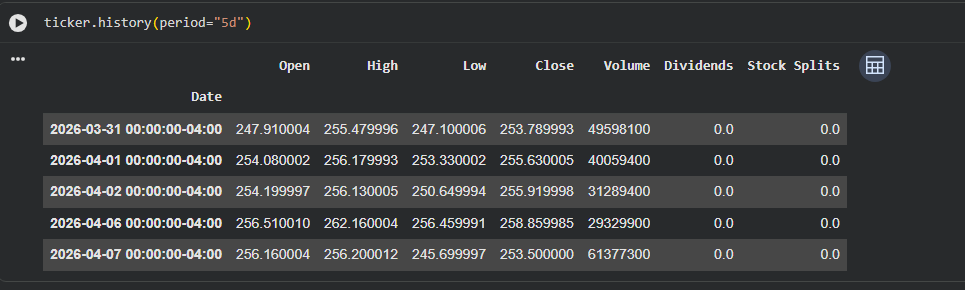 ticker.history(period="5d")
Open High Low Close Volume Dividends Stock Splits
Date
2026-03-31 00:00:00-04:00 247.910004 255.479996 247.100006 253.789993 49598100 0.0 0.0
2026-04-01 00:00:00-04:00 254.080002 256.179993 253.330002 255.630005 40059400 0.0 0.0
2026-04-02 00:00:00-04:00 254.199997 256.130005 250.649994 255.919998 31289400 0.0 0.0
2026-04-06 00:00:00-04:00 256.510010 262.160004 256.459991 258.859985 29329900 0.0 0.0
2026-04-07 00:00:00-04:00 256.160004 256.200012 245.699997 253.500000 61377300 0.0 0.0